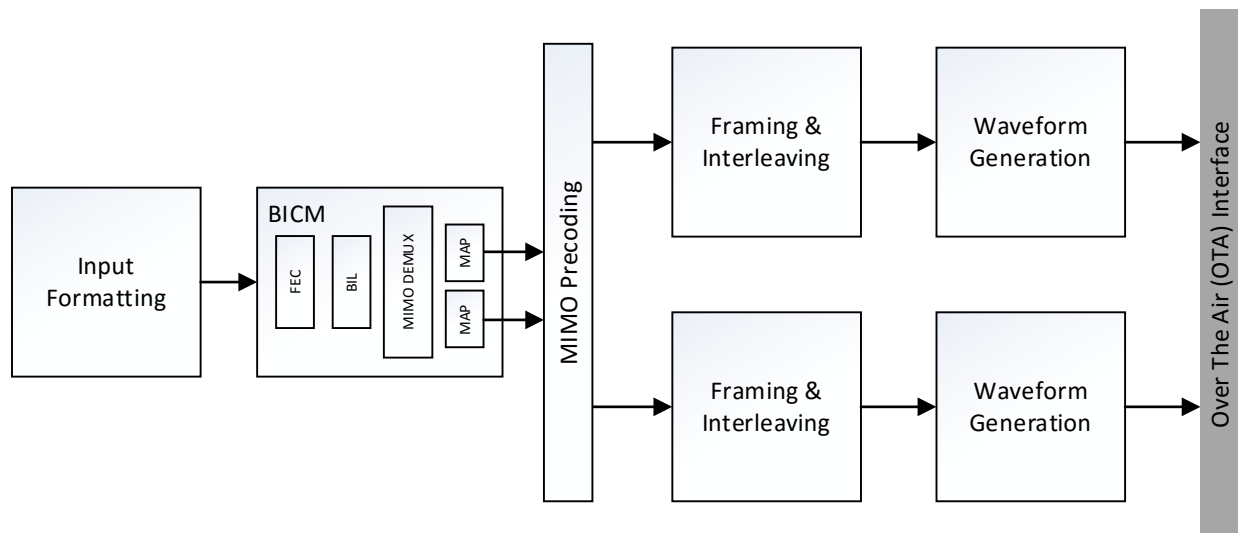 Input
Formatting
BICM
FEC
BIL
MIMO DEMUX
MAP
MAP
MIMO Precoding
Framing &
Interleaving
Waveform
Generation
Framing &
Interleaving
Waveform
Generation
Over The Air (OTA) Interface